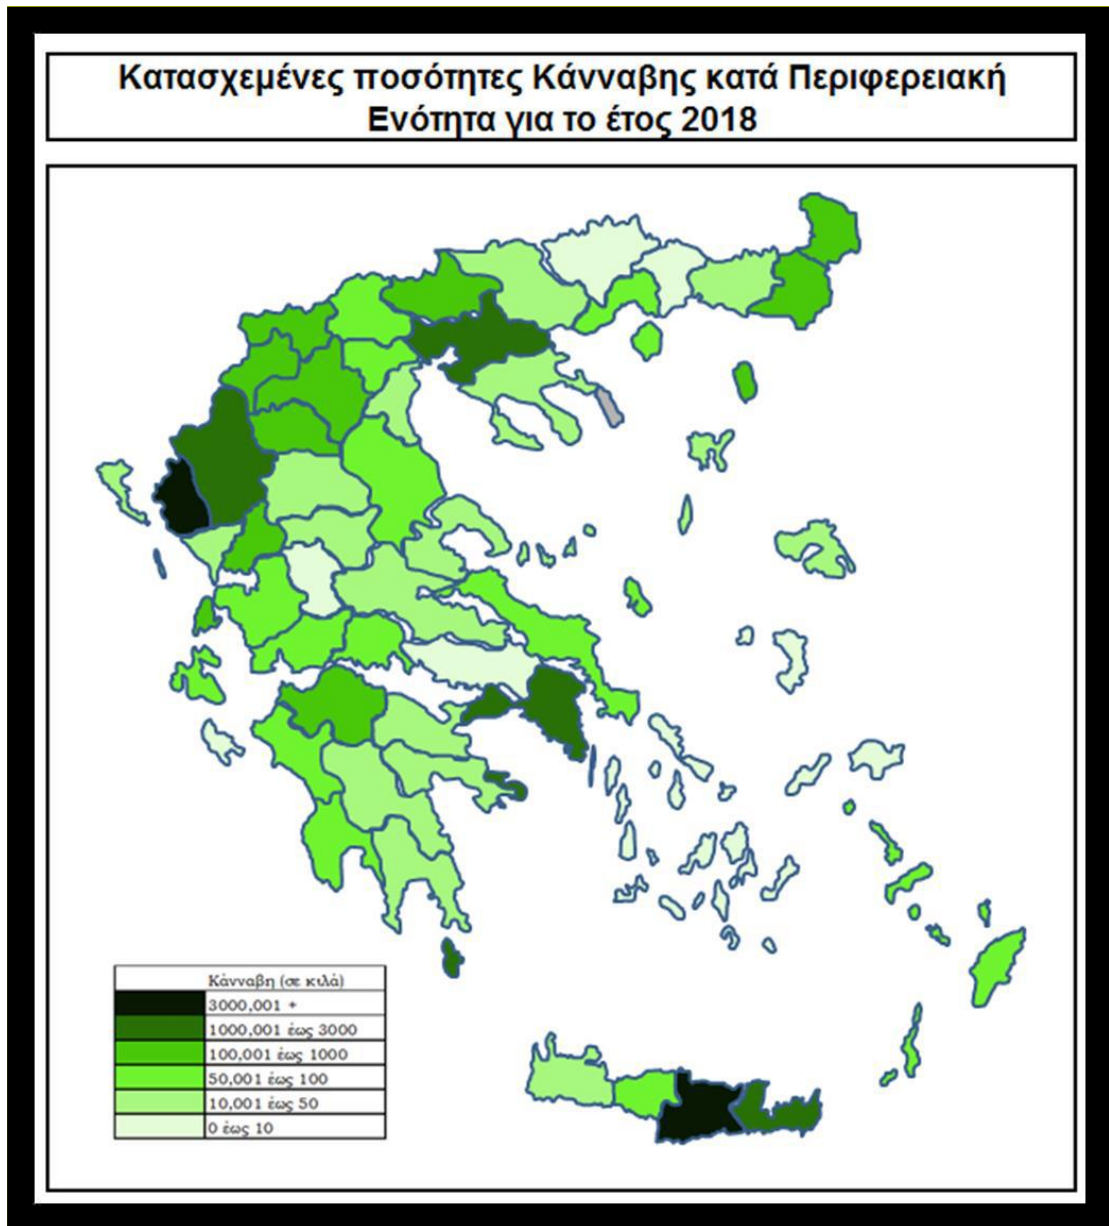 Κατασχεμένες ποσότητες Κάνναβης κατά Περιφερειακή
Ενότητα για το έτος 2018
Κάνναβη (σε κιλά)
3000,001 +
1000,001 έως 3000
100,001 έως 1000
50,001 έως 100
10,001 έως 50
0 έως 10